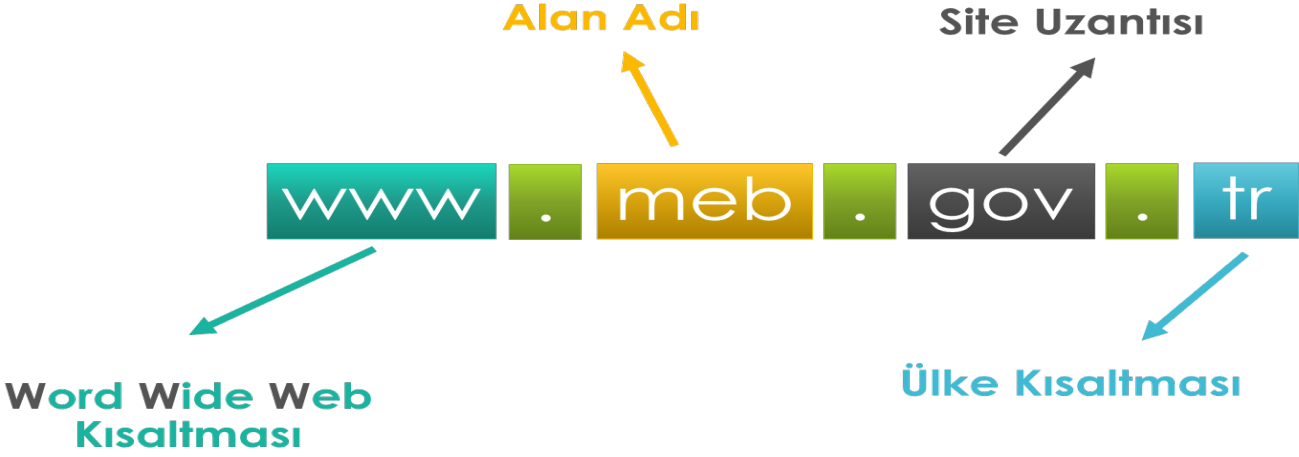 Alan Adı
Site Uzantısı
www . meb . gov . tr
Word Wide Web
Kısaltması
Ülke Kısaltması